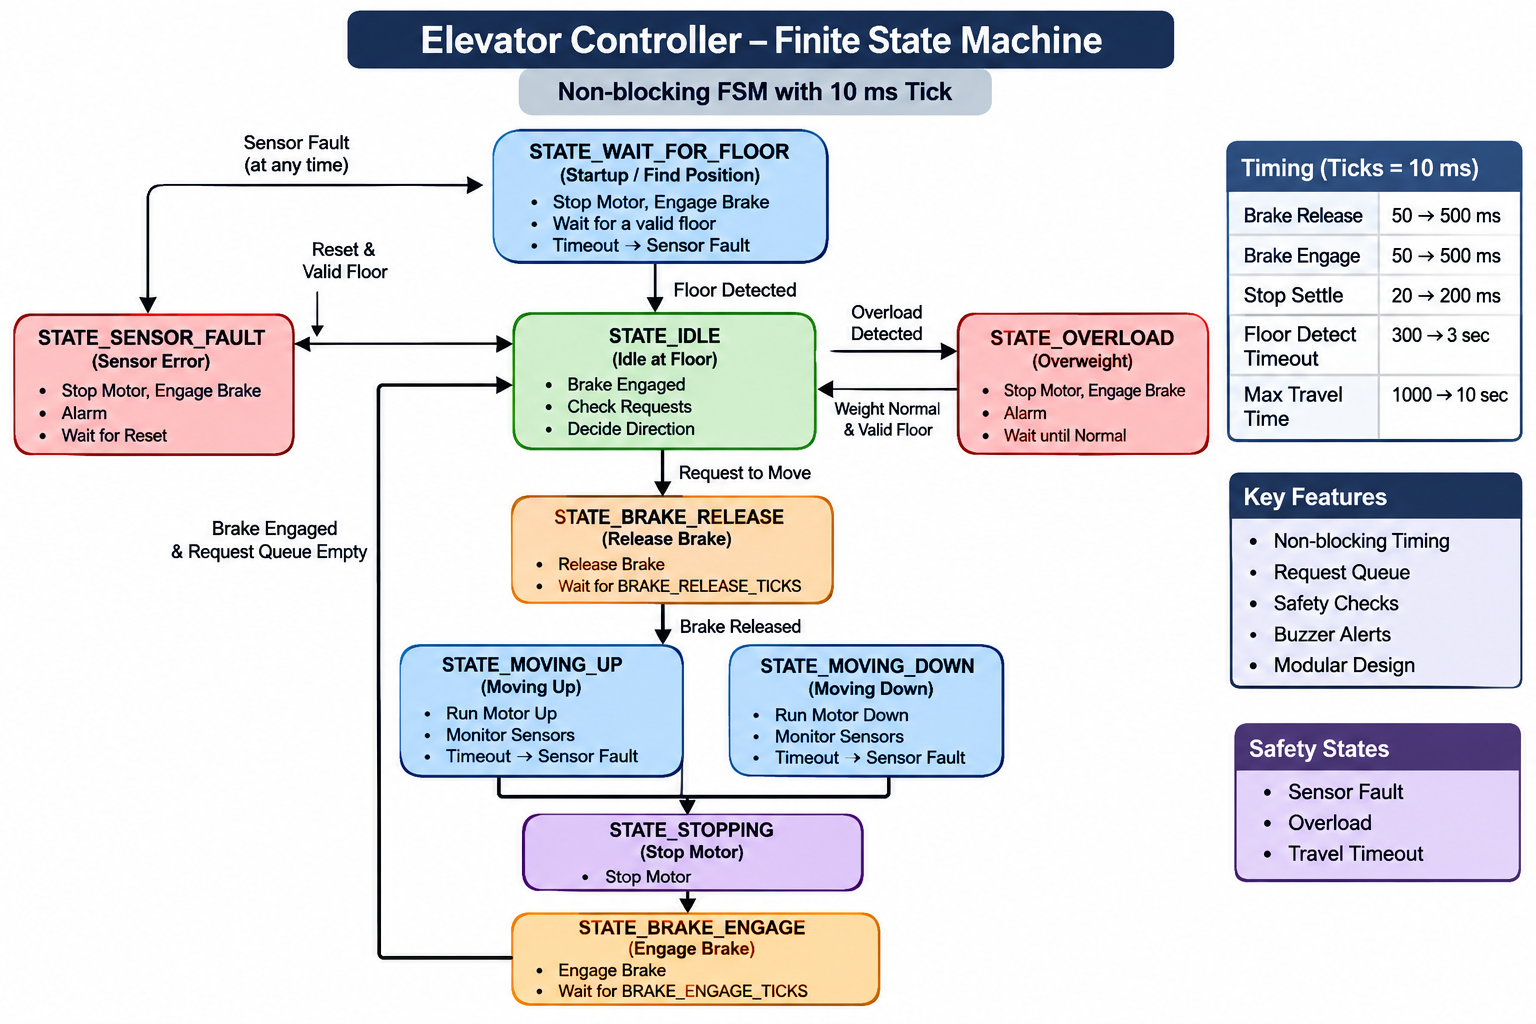 Elevator Controller – Finite State Machine
Non-blocking FSM with 10 ms Tick
Sensor Fault
(at any time)
STATE_WAIT_FOR_FLOOR
(Startup / Find Position)
• Stop Motor, Engage Brake
• Wait for a valid floor
• Timeout → Sensor Fault
Reset &
Valid Floor
Floor Detected
STATE_SENSOR_FAULT
(Sensor Error)
• Stop Motor, Engage Brake
• Alarm
• Wait for Reset
STATE_IDLE
(Idle at Floor)
• Brake Engaged
• Check Requests
• Decide Direction
Overload
Detected
Weight Normal
& Valid Floor
STATE_OVERLOAD
(Overweight)
• Stop Motor, Engage Brake
• Alarm
• Wait until Normal
Request to Move
Brake Engaged
& Request Queue Empty
STATE_BRAKE_RELEASE
(Release Brake)
• Release Brake
• Wait for BRAKE_RELEASE_TICKS
Brake Released
STATE_MOVING_UP
(Moving Up)
• Run Motor Up
• Monitor Sensors
• Timeout → Sensor Fault
STATE_MOVING_DOWN
(Moving Down)
• Run Motor Down
• Monitor Sensors
• Timeout → Sensor Fault
STATE_STOPPING
(Stop Motor)
• Stop Motor
STATE_BRAKE_ENGAGE
(Engage Brake)
• Engage Brake
• Wait for BRAKE_ENGAGE_TICKS
Timing (Ticks = 10 ms)
Brake Release 50 → 500 ms
Brake Engage 50 → 500 ms
Stop Settle 20 → 200 ms
Floor Detect 300 → 3 sec
Timeout
Max Travel 1000 → 10 sec
Time
Key Features
• Non-blocking Timing
• Request Queue
• Safety Checks
• Buzzer Alerts
• Modular Design
Safety States
• Sensor Fault
• Overload
• Travel Timeout